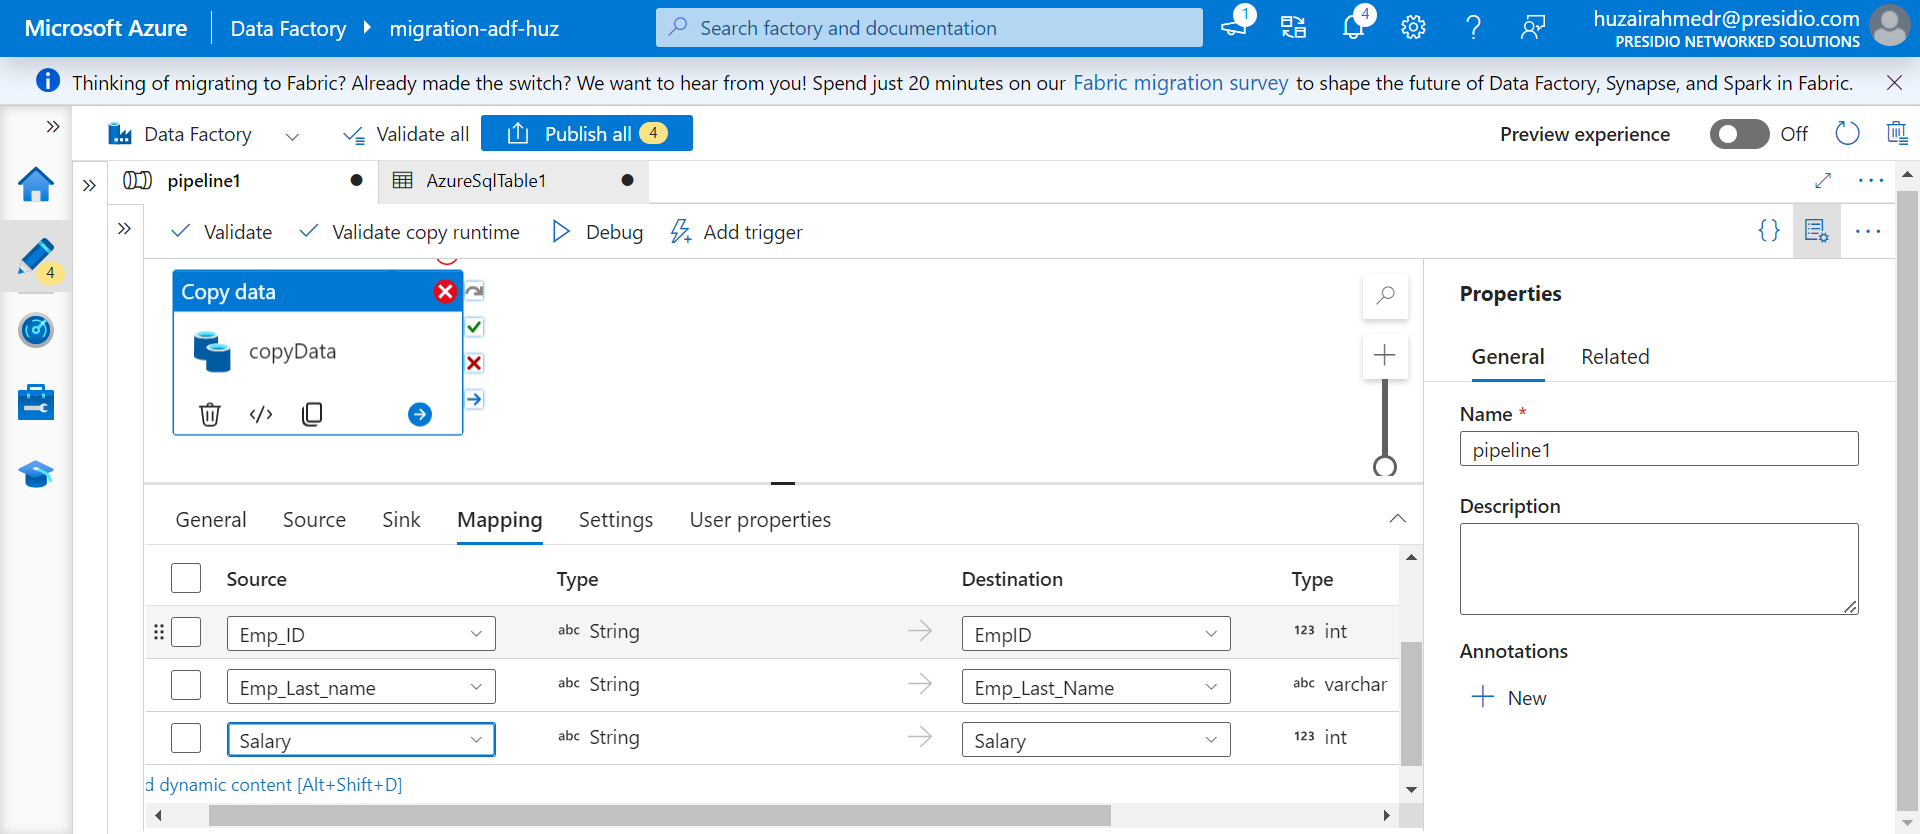 Microsoft Azure
Data Factory
migration-adf-huz
Search factory and documentation
1
4
huzairahmedr@presidio.com
PRESIDIO NETWORKED SOLUTIONS
Thinking of migrating to Fabric? Already made the switch? We want to hear from you! Spend just 20 minutes on our Fabric migration survey to shape the future of Data Factory, Synapse, and Spark in Fabric.
Data Factory
Validate all
Publish all 4
Preview experience
Off
pipeline1
AzureSqlTable1
4
Validate
Validate copy runtime
Debug
Add trigger
Copy data
copyData
Properties
General
Related
Name *
pipeline1
Description
Annotations
New
General
Source
Sink
Mapping
Settings
User properties
Source
Type
Destination
Type
Emp_ID
abc String
EmpID
123 int
Emp_Last_name
abc String
Emp_Last_Name
abc varchar
Salary
abc String
Salary
123 int
d dynamic content [Alt+Shift+D]